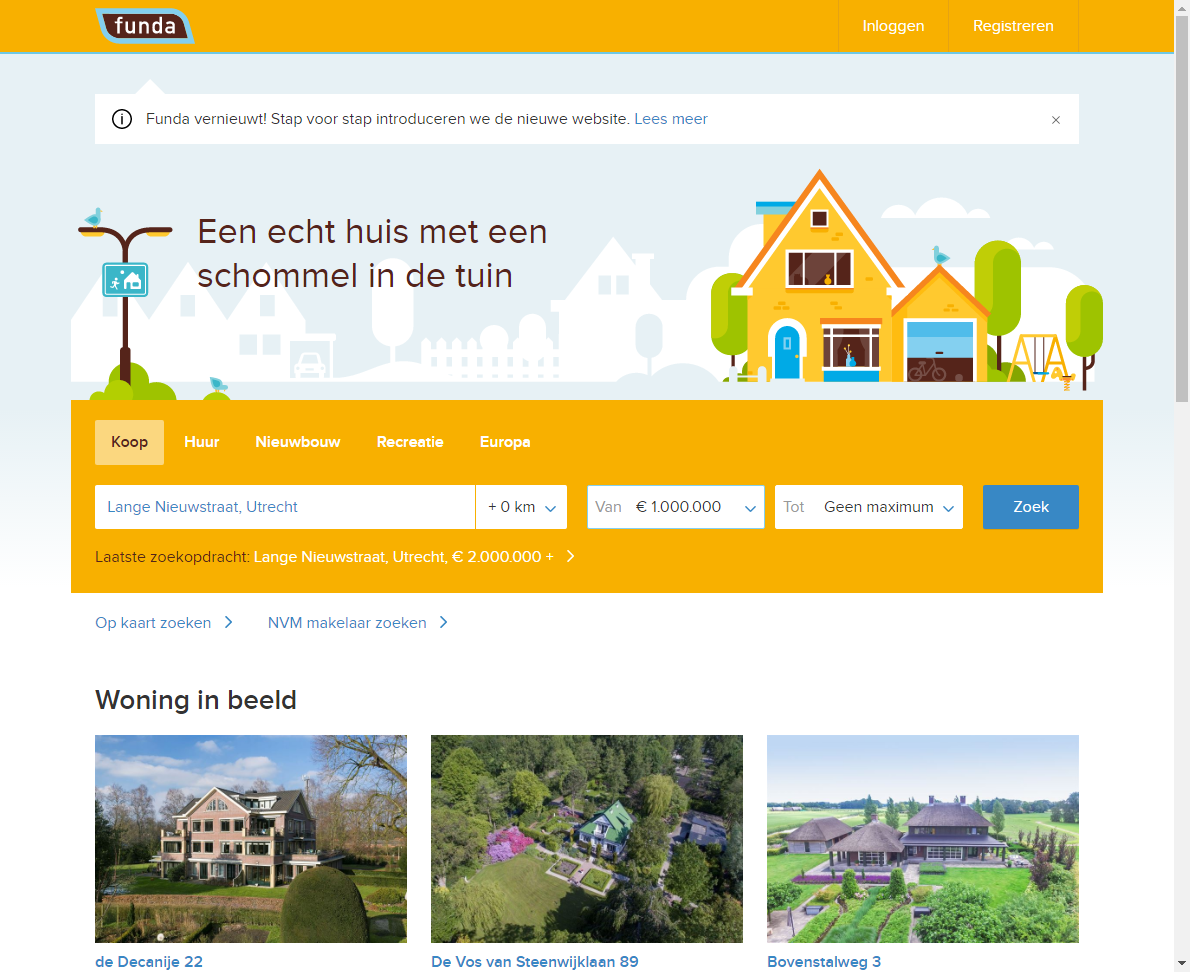 funda
Inloggen
Registreren
Funda vernieuwt! Stap voor stap introduceren we de nieuwe website. Lees meer
Een echt huis met een
schommel in de tuin
Koop
Huur
Nieuwbouw
Recreatie
Europa
Lange Nieuwstraat, Utrecht
+ 0 km
Van € 1.000.000
Tot Geen maximum
Zoek
Laatste zoekopdracht: Lange Nieuwstraat, Utrecht, € 2.000.000 +
Op kaart zoeken
NVM makelaar zoeken
Woning in beeld
de Decanije 22
De Vos van Steenwijklaan 89
Bovenstalweg 3